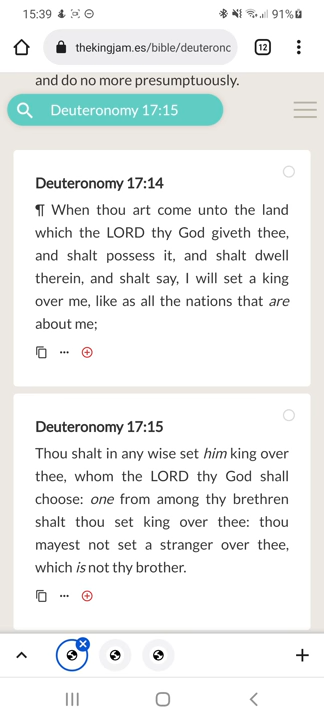 15:39 91%
thekingjam.es/bible/deuteronc 12
and do no more presumptuously.
Deuteronomy 17:15
Deuteronomy 17:14
¶ When thou art come unto the land
which the LORD thy God giveth thee,
and shalt possess it, and shalt dwell
therein, and shalt say, I will set a king
over me, like as all the nations that are
about me;
Deuteronomy 17:15
Thou shalt in any wise set him king over
thee, whom the LORD thy God shall
choose: one from among thy brethren
shalt thou set king over thee: thou
mayest not set a stranger over thee,
which is not thy brother.